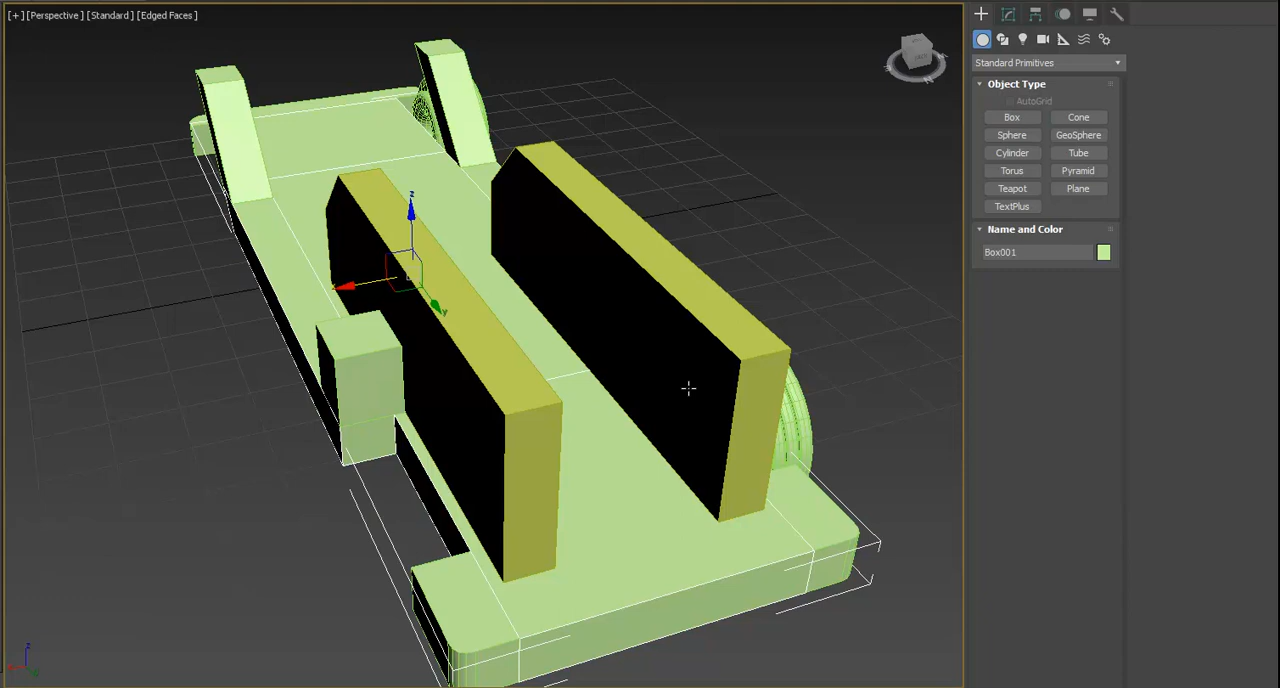 [+] [Perspective] [Standard] [Edged Faces]
Standard Primitives
Object Type
AutoGrid
Box Cone
Sphere GeoSphere
Cylinder Tube
Torus Pyramid
Teapot Plane
TextPlus
Name and Color
Box001
z
y
z